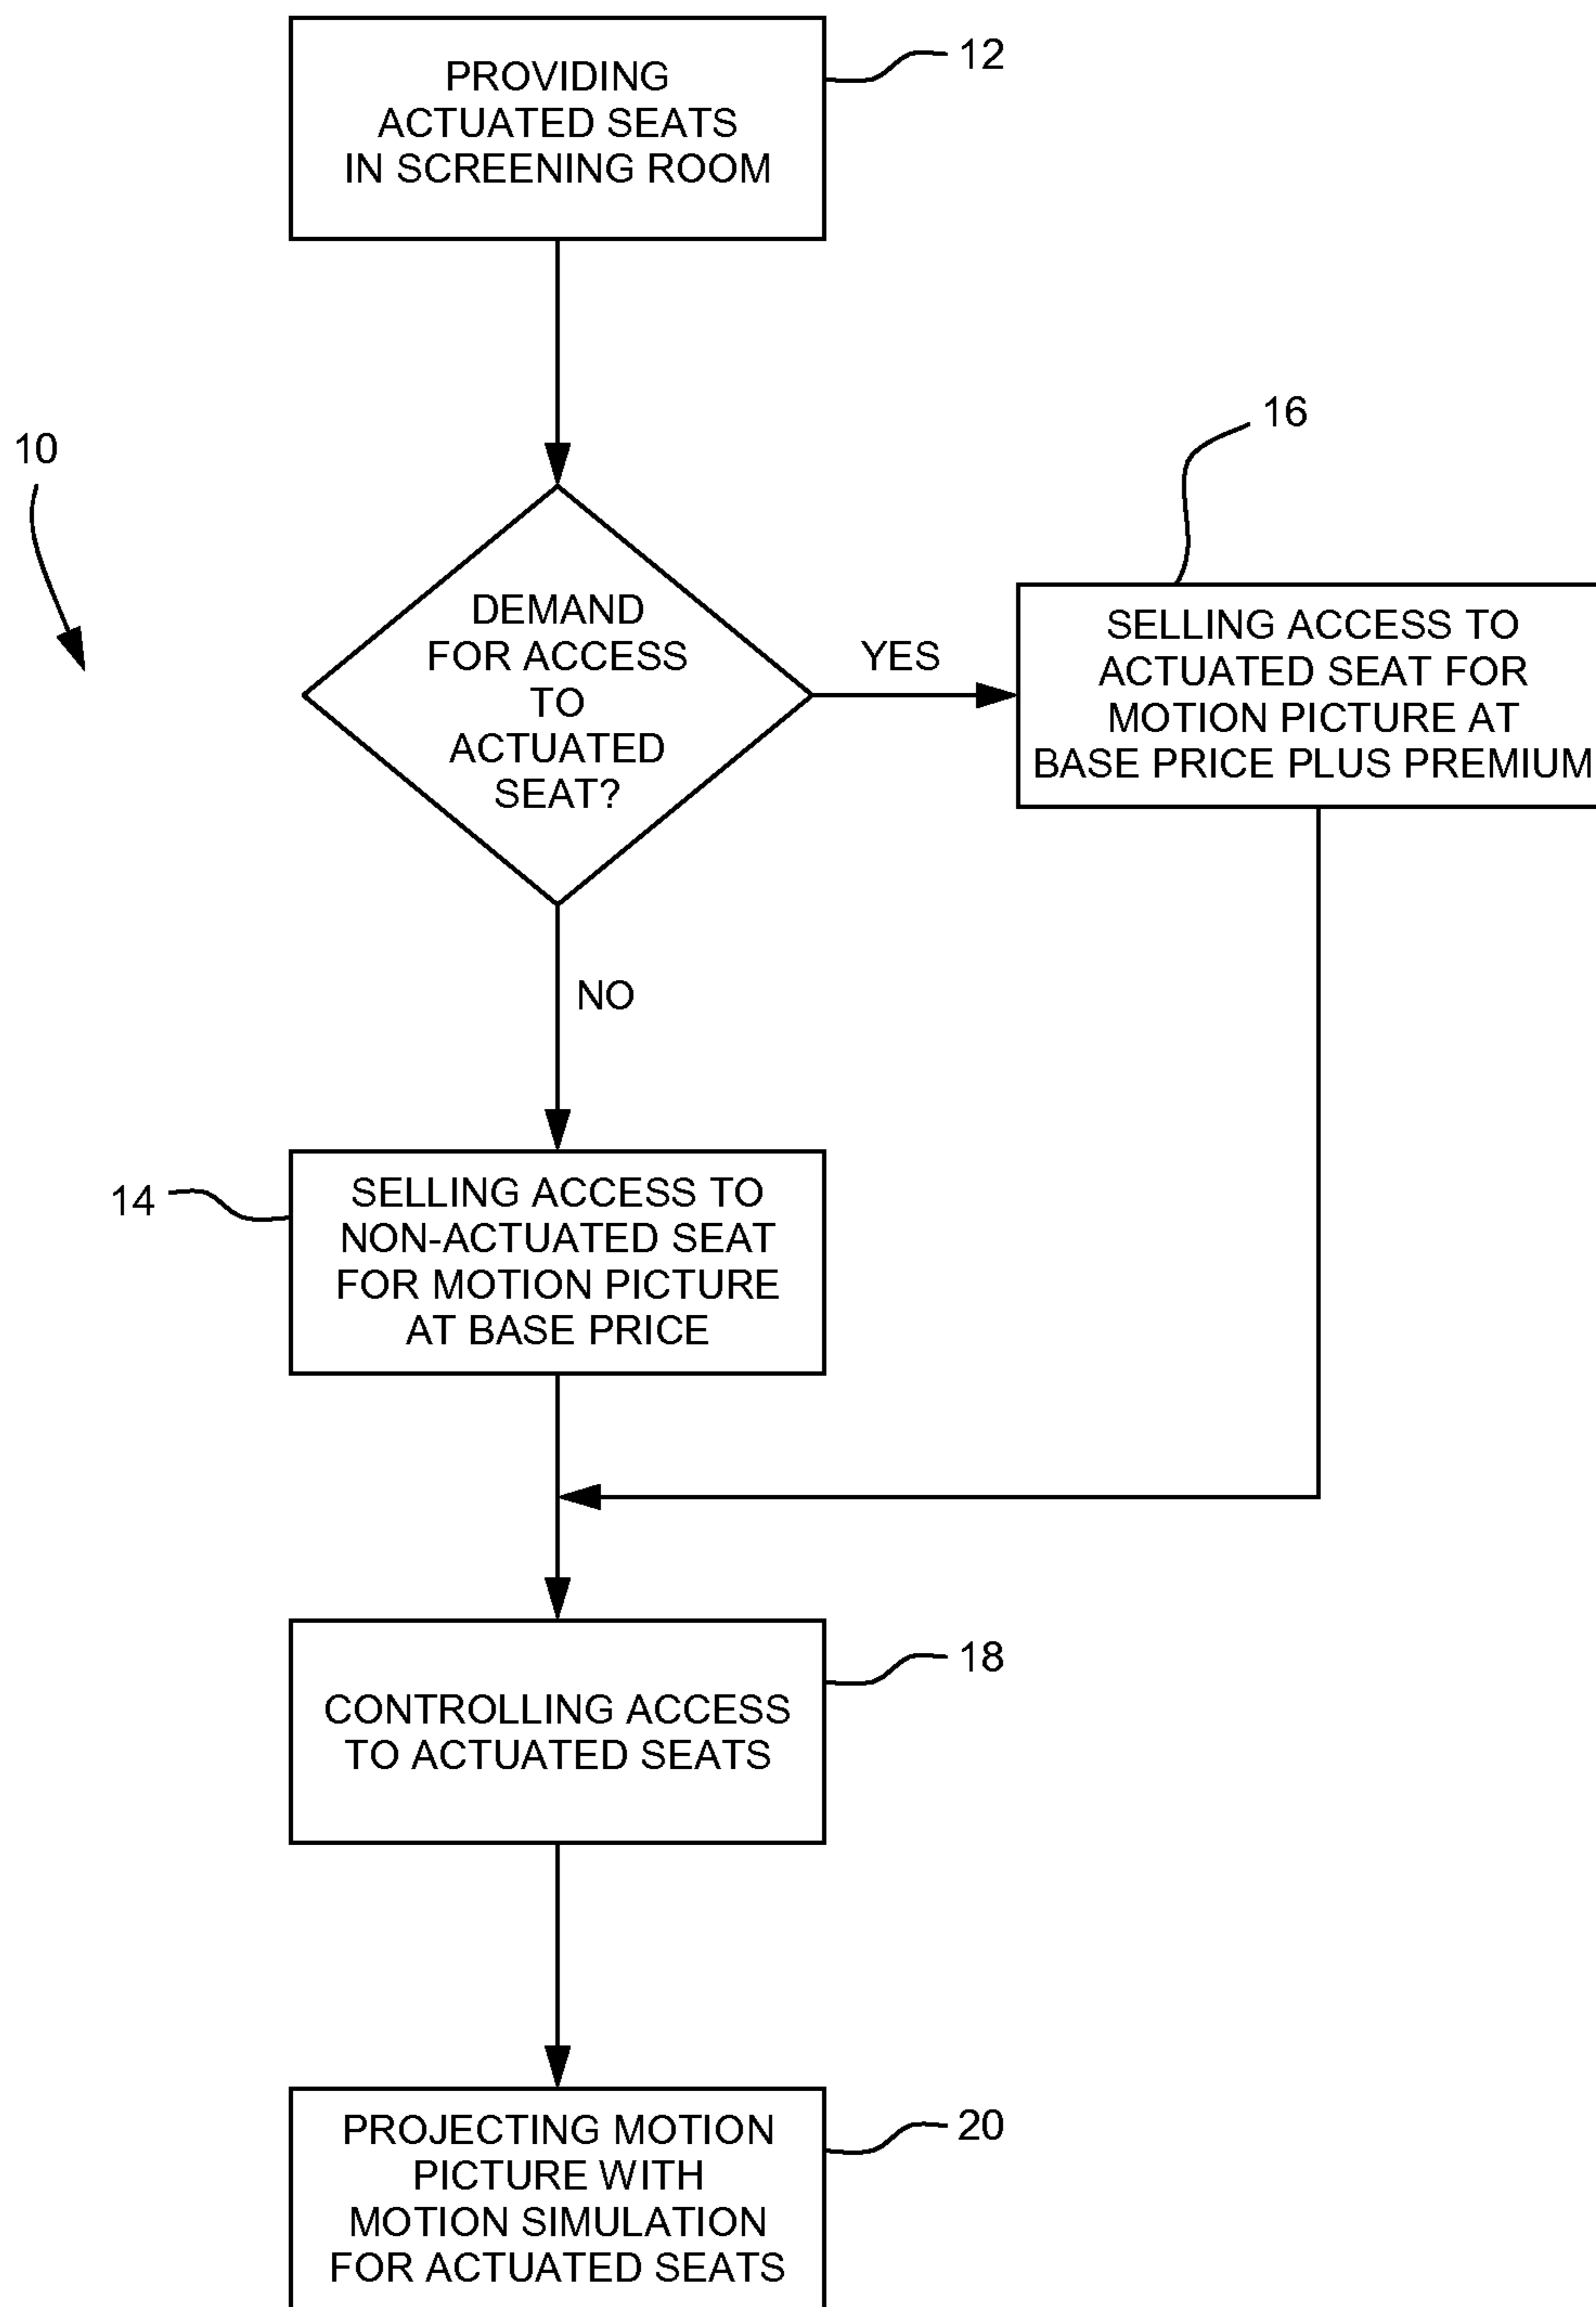 PROVIDING
ACTUATED SEATS
IN SCREENING ROOM
12
10
DEMAND
FOR ACCESS
TO
ACTUATED
SEAT?
YES
16
SELLING ACCESS TO
ACTUATED SEAT FOR
MOTION PICTURE AT
BASE PRICE PLUS PREMIUM
NO
14
SELLING ACCESS TO
NON-ACTUATED SEAT
FOR MOTION PICTURE
AT BASE PRICE
18
CONTROLLING ACCESS
TO ACTUATED SEATS
20
PROJECTING MOTION
PICTURE WITH
MOTION SIMULATION
FOR ACTUATED SEATS